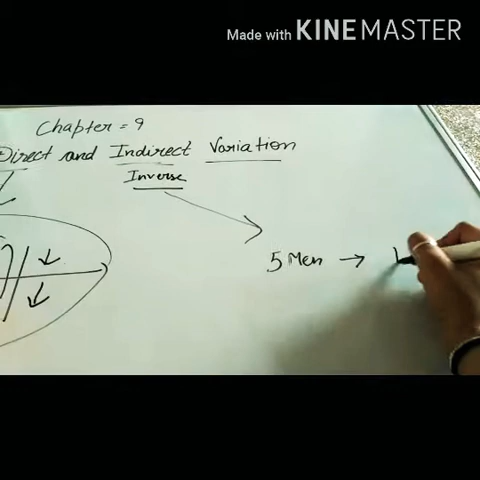 Made with KINEMASTER
Chapter = 9
Direct and Indirect Variation
Inverse
5 Men →